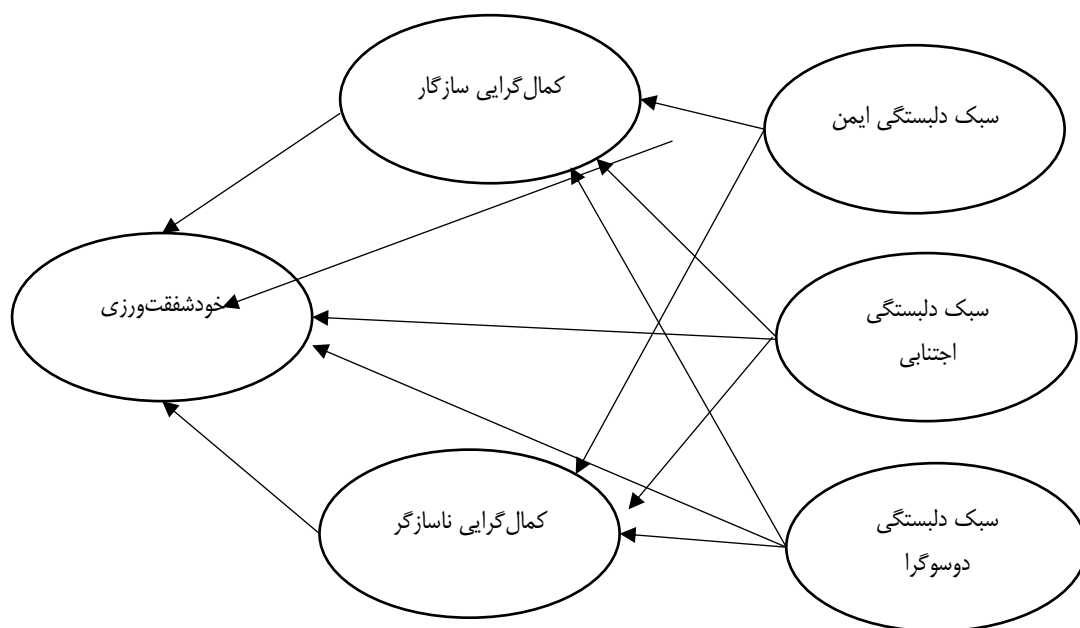 کمال‌گرایی سازگار
سبک دلبستگی ایمن
خودشفقت‌ورزی
سبک دلبستگی
اجتنابی
کمال‌گرایی ناسازگر
سبک دلبستگی
دوسوگرا